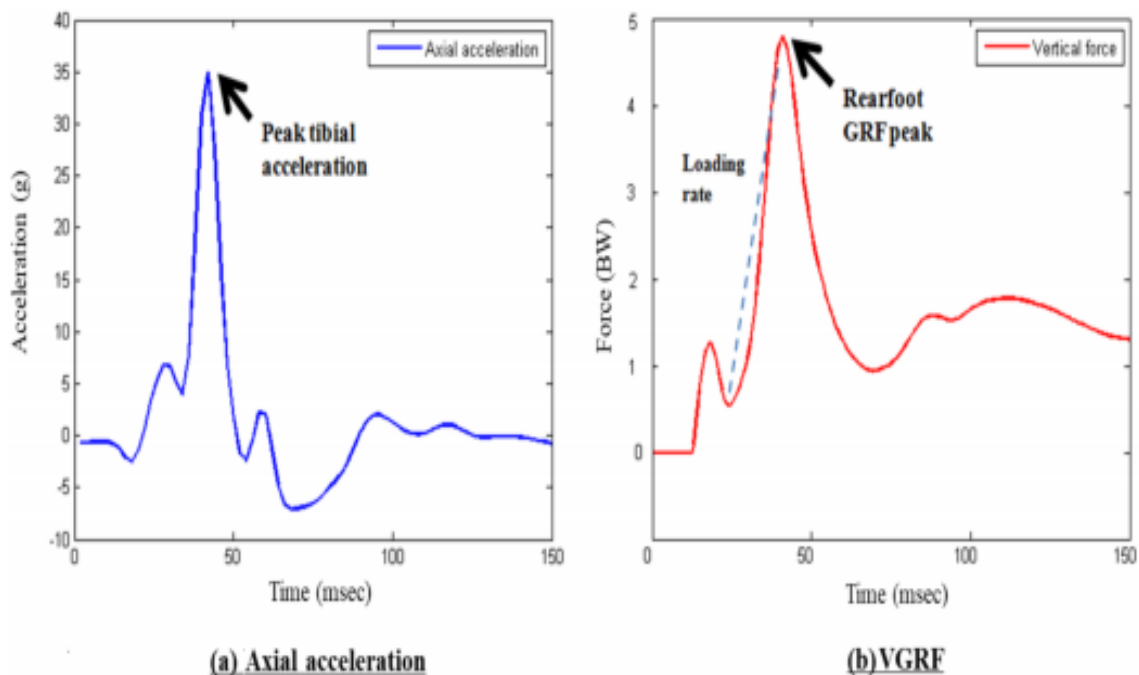 40
35
30
25
20
15
10
5
0
-5
-10
Acceleration (g)
Axial acceleration
Peak tibial
acceleration
0 50 100 150
Time (msec)
(a) Axial acceleration
5
4
3
2
1
0
Force (BW)
Vertical force
Rearfoot
GRF peak
Loading
rate
0 50 100 150
Time (msec)
(b) VGRF